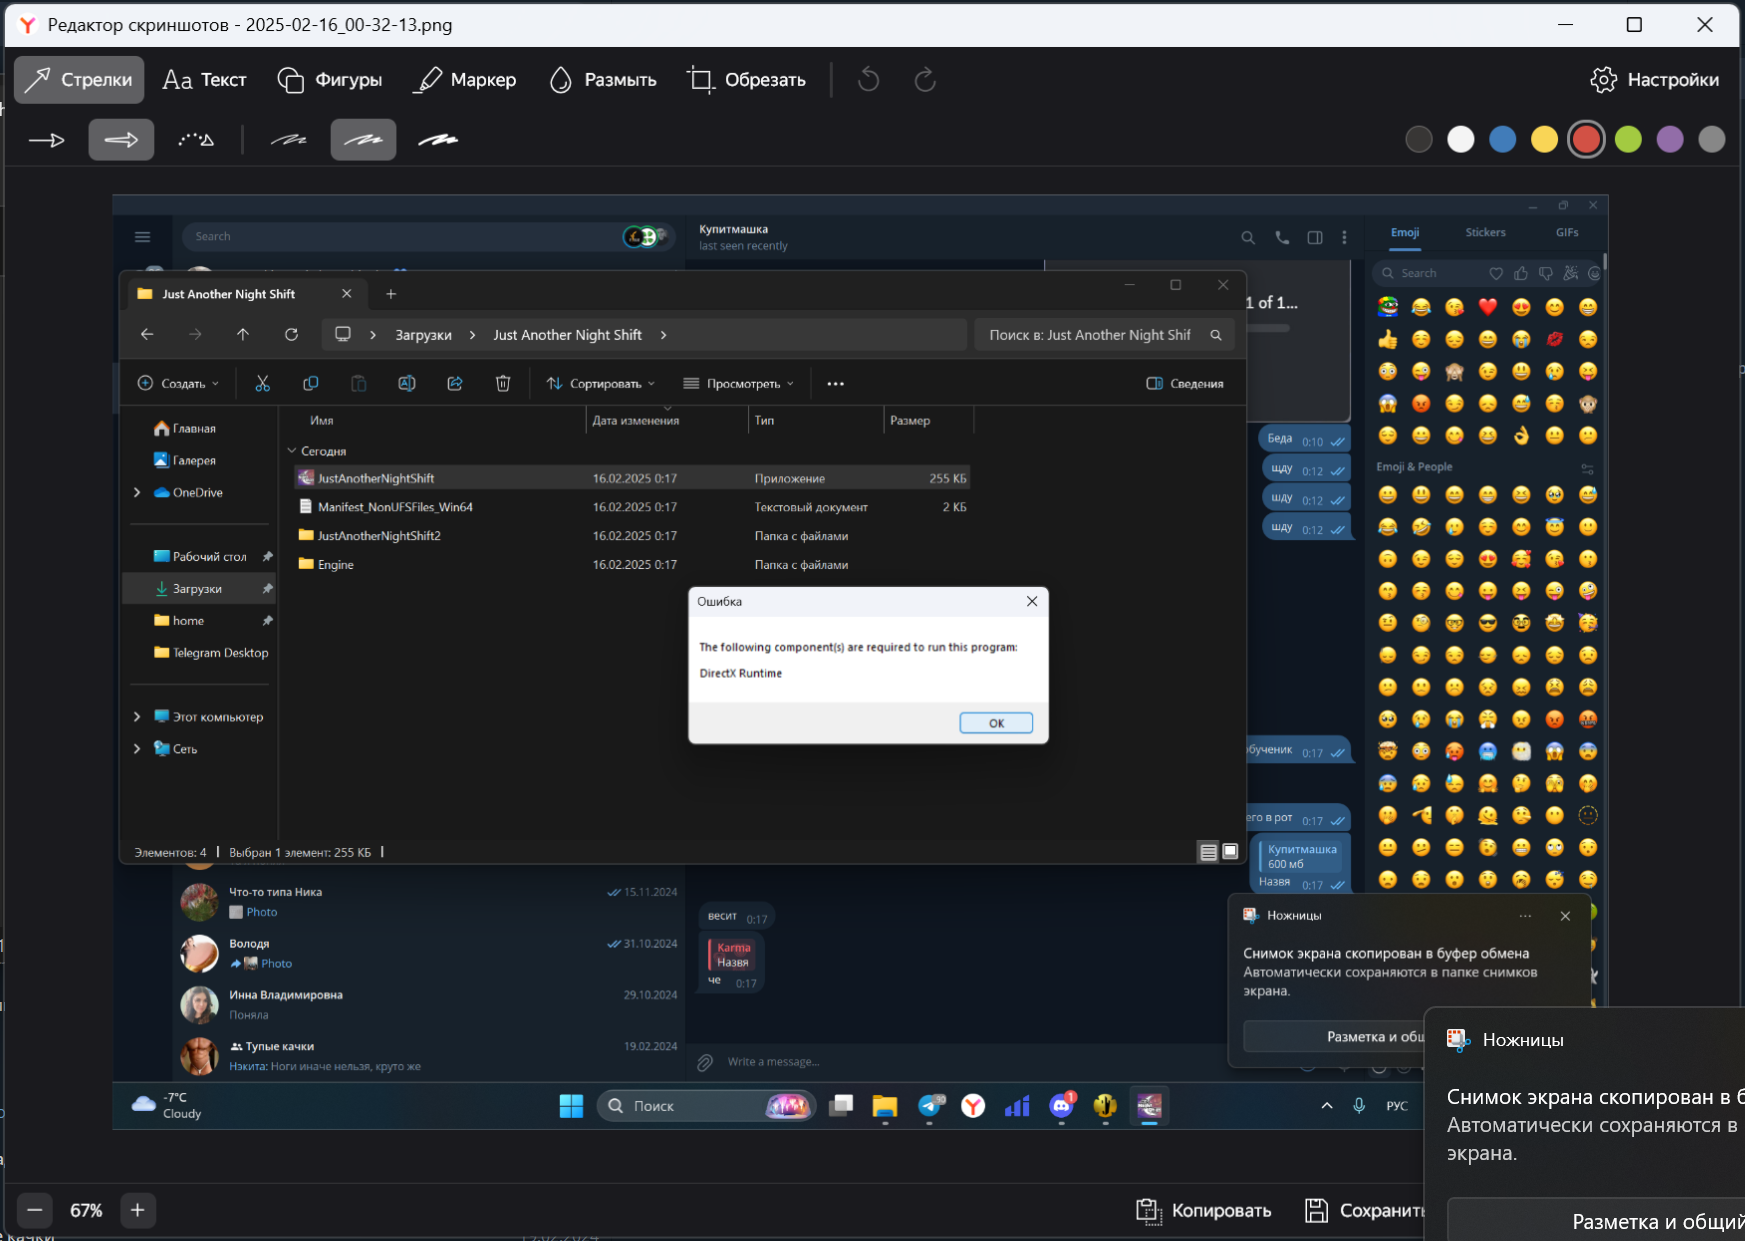 Редактор скриншотов - 2025-02-16_00-32-13.png
Стрелки
Aa Текст
Фигуры
Маркер
Размыть
Обрезать
Настройки
Search
Купитмашка
last seen recently
Emoji
Stickers
GIFs
Search
Just Another Night Shift
1 of 1...
Загрузки
Just Another Night Shift
Поиск в: Just Another Night Shif
Создать
Сортировать
Просмотреть
Сведения
Имя
Дата изменения
Тип
Размер
Главная
Галерея
OneDrive
Рабочий стол
Загрузки
home
Telegram Desktop
Этот компьютер
Сеть
Сегодня
JustAnotherNightShift 16.02.2025 0:17 Приложение 255 КБ
Manifest_NonUFSFiles_Win64 16.02.2025 0:17 Текстовый документ 2 КБ
JustAnotherNightShift2 16.02.2025 0:17 Папка с файлами
Engine 16.02.2025 0:17 Папка с файлами
Ошибка
The following component(s) are required to run this program:
DirectX Runtime
OK
Элементов: 4
Выбран 1 элемент: 255 КБ
Беда 0:10
щду 0:12
шду 0:12
шду 0:12
Emoji & People
обученик 0:17
его в рот 0:17
Купитмашка
600 мб
Назвя 0:17
Что-то типа Ника 15.11.2024
Photo
Володя 31.10.2024
Photo
Инна Владимировна 29.10.2024
Поняла
Тупые качки 19.02.2024
Нэкита: Ноги иначе нельзя, круто же
весит 0:17
Karma
Назвя
че 0:17
Write a message...
Ножницы
Снимок экрана скопирован в буфер обмена
Автоматически сохраняются в папке снимков
экрана.
Разметка и общ
-7°C
Cloudy
Поиск
90
1
РУС
Ножницы
Снимок экрана скопирован в б
Автоматически сохраняются в
экрана.
Разметка и общий
67%
Копировать
Сохранить